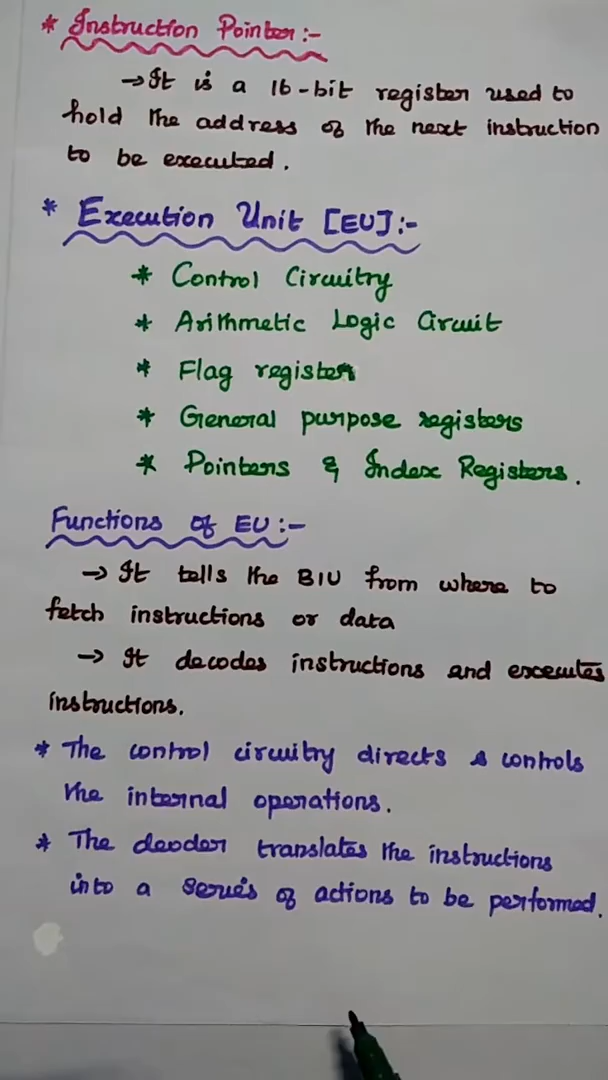 * Instruction Pointer:-
→ It is a 16-bit register used to
hold the address of the next instruction
to be executed.
* Execution Unit [EU]:-
* Control Circuitry
* Arithmetic Logic Circuit
* Flag register
* General purpose registers
* Pointers & Index Registers.
Functions of EU:-
→ It tells the BIU from where to
fetch instructions or data
→ It decodes instructions and executes
instructions.
* The control circuitry directs & controls
the internal operations.
* The deoder translates the instructions
into a series of actions to be performed.